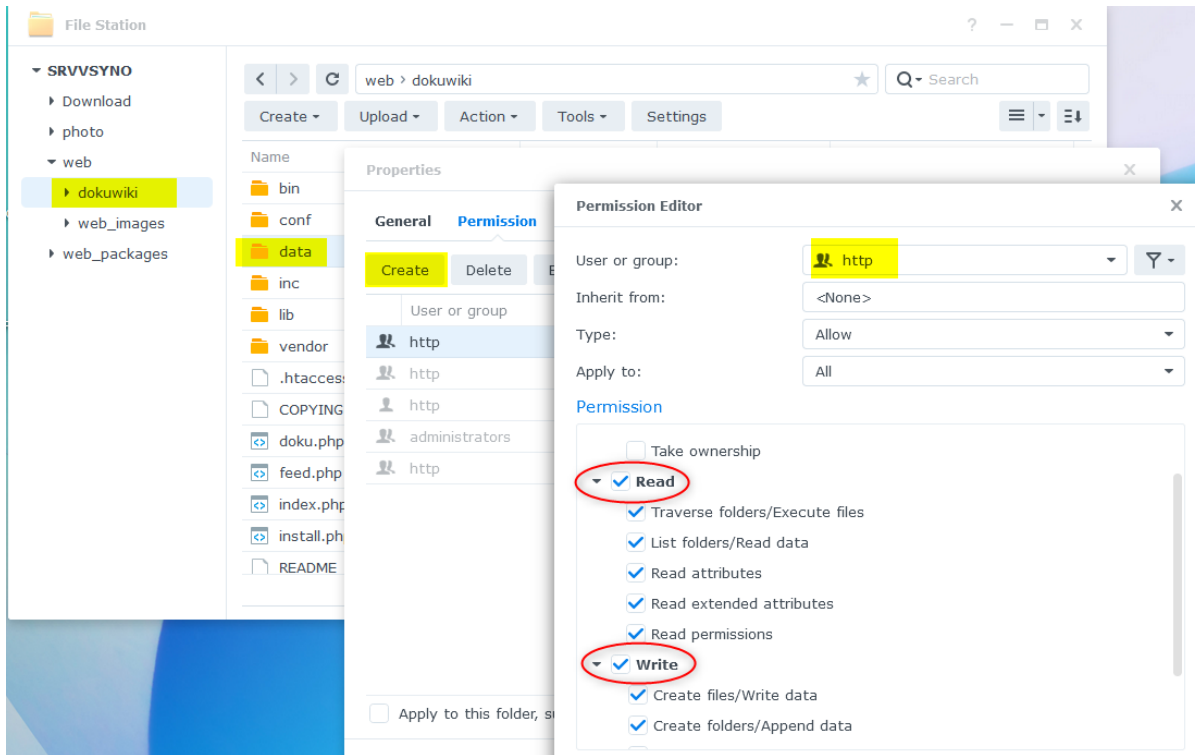 File Station
SRVVSYNO
Download
photo
web
dokuwiki
web_images
web_packages
web › dokuwiki
Search
Create
Upload
Action
Tools
Settings
Name
bin
conf
data
inc
lib
vendor
.htacces
COPYING
doku.php
feed.php
index.php
install.ph
README
Properties
General
Permission
Create
Delete
User or group
http
http
http
administrators
http
Apply to this folder, su
Permission Editor
User or group:
http
Inherit from:
<None>
Type:
Allow
Apply to:
All
Permission
Take ownership
Read
Traverse folders/Execute files
List folders/Read data
Read attributes
Read extended attributes
Read permissions
Write
Create files/Write data
Create folders/Append data